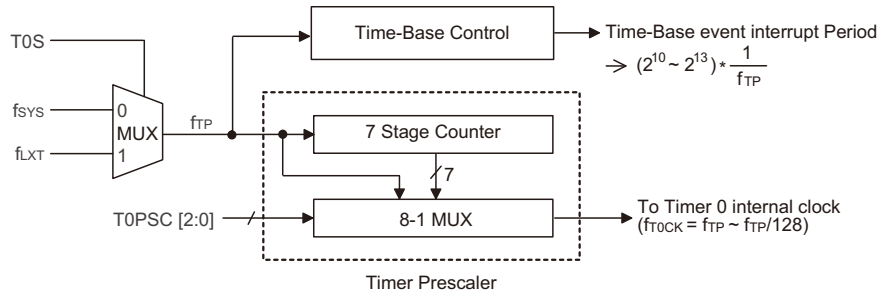 T0S
fSYS
fLXT
0
MUX
1
fTP
Time-Base Control
Time-Base event interrupt Period
→ (2^10 ~ 2^13) * 1/fTP
7 Stage Counter
7
T0PSC [2:0]
8-1 MUX
To Timer 0 internal clock
(fT0CK = fTP ~ fTP/128)
Timer Prescaler